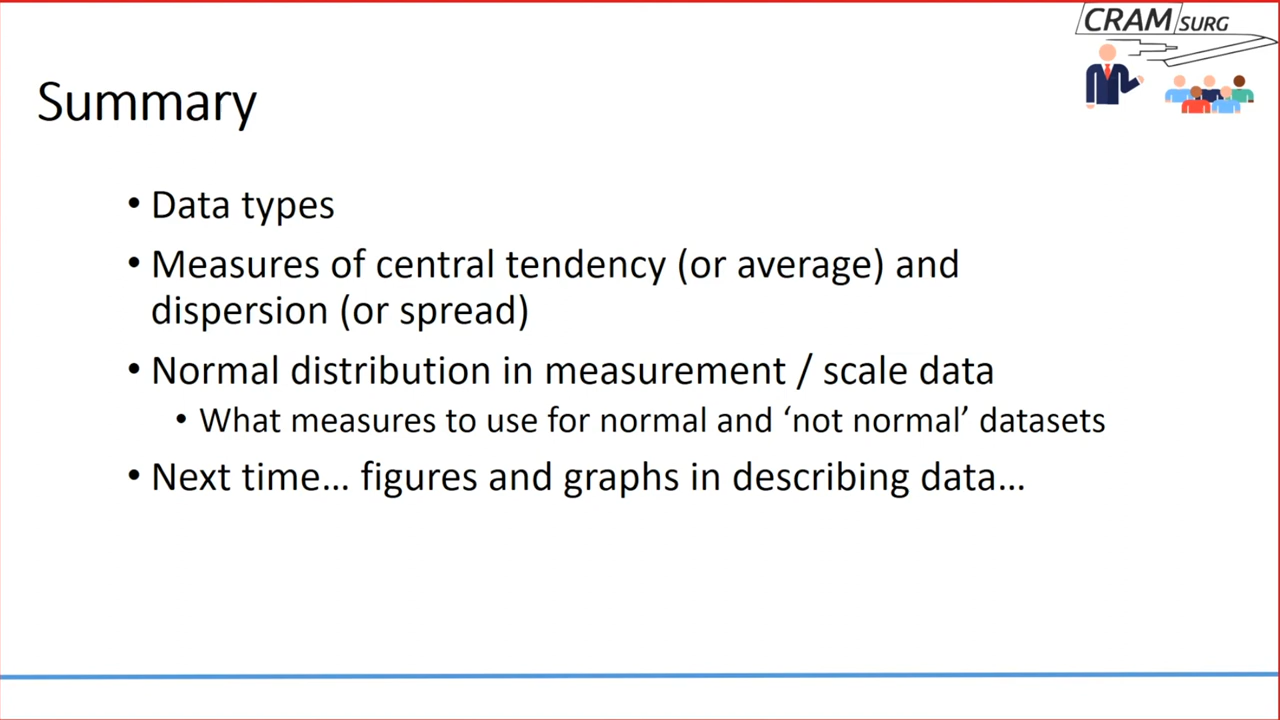 CRAM SURG
Summary
• Data types
• Measures of central tendency (or average) and
dispersion (or spread)
• Normal distribution in measurement / scale data
• What measures to use for normal and ‘not normal’ datasets
• Next time... figures and graphs in describing data...